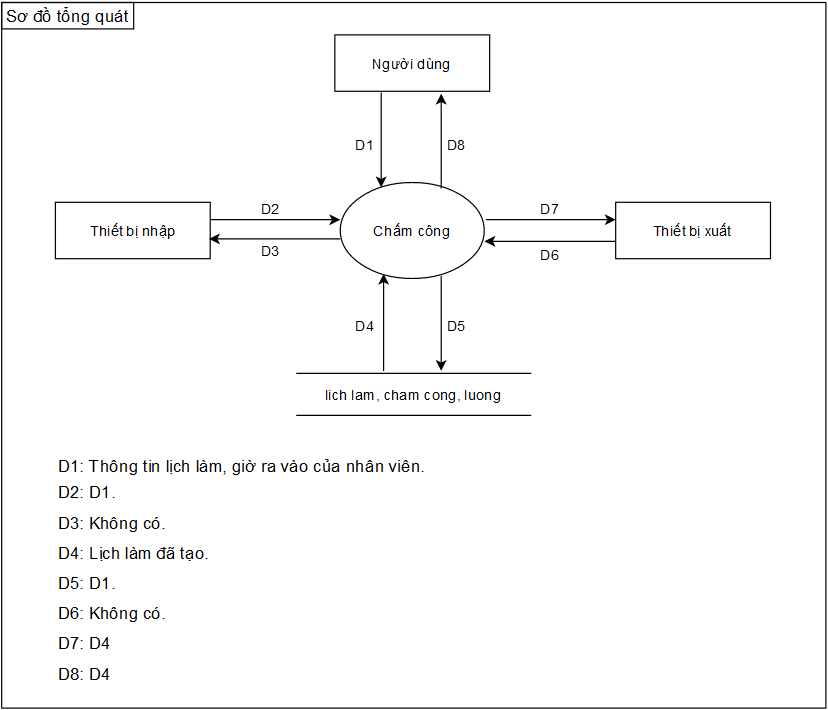 Sơ đồ tổng quát
Người dùng
D1
D8
D2
D7
Thiết bị nhập
Chấm công
Thiết bị xuất
D3
D6
D4
D5
lich lam, cham cong, luong
D1: Thông tin lịch làm, giờ ra vào của nhân viên.
D2: D1.
D3: Không có.
D4: Lịch làm đã tạo.
D5: D1.
D6: Không có.
D7: D4
D8: D4